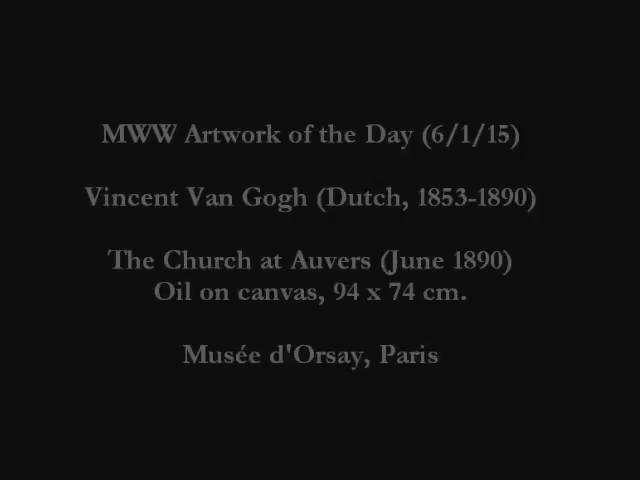 MWW Artwork of the Day (6/1/15)
Vincent Van Gogh (Dutch, 1853-1890)
The Church at Auvers (June 1890)
Oil on canvas, 94 x 74 cm.
Musée d'Orsay, Paris